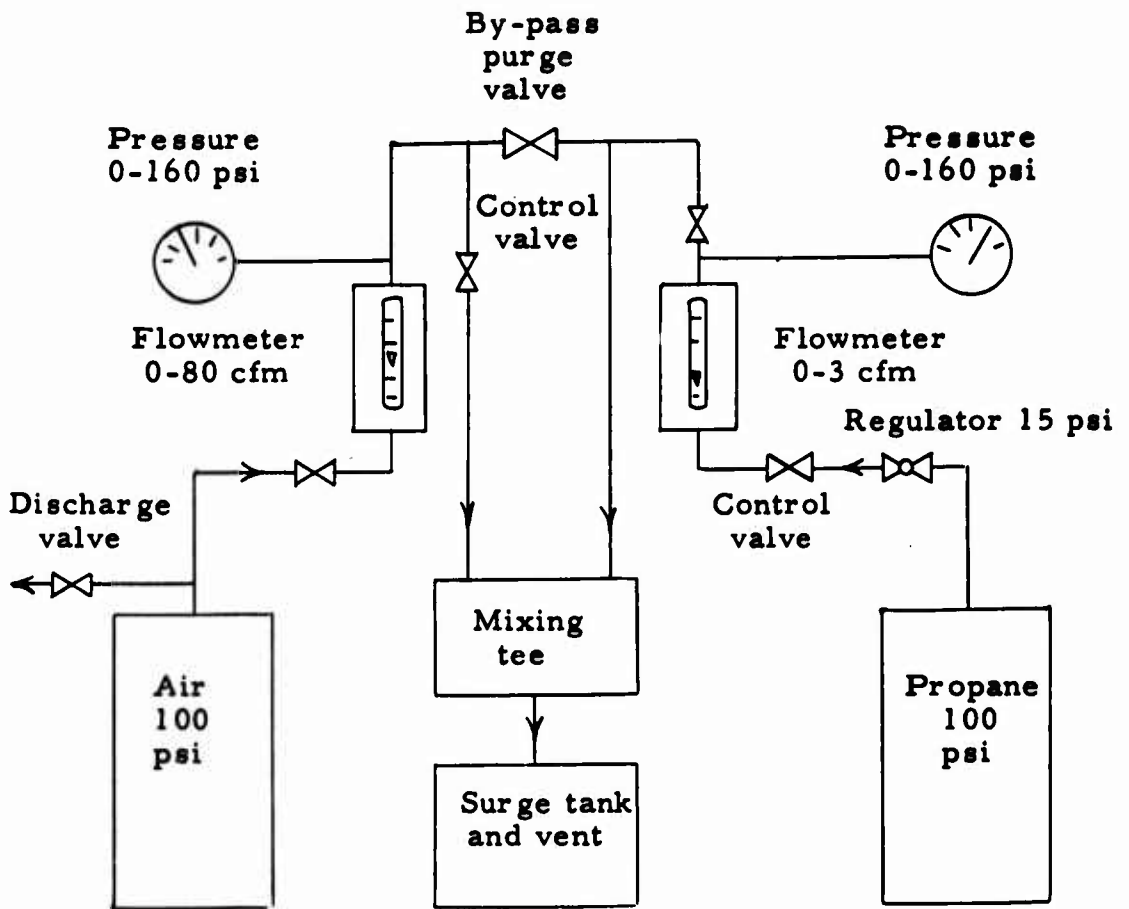 By-pass
purge
valve
Pressure
0-160 psi
Pressure
0-160 psi
Control
valve
Flowmeter
0-80 cfm
Flowmeter
0-3 cfm
Regulator 15 psi
Discharge
valve
Control
valve
Mixing
tee
Air
100
psi
Propane
100
psi
Surge tank
and vent